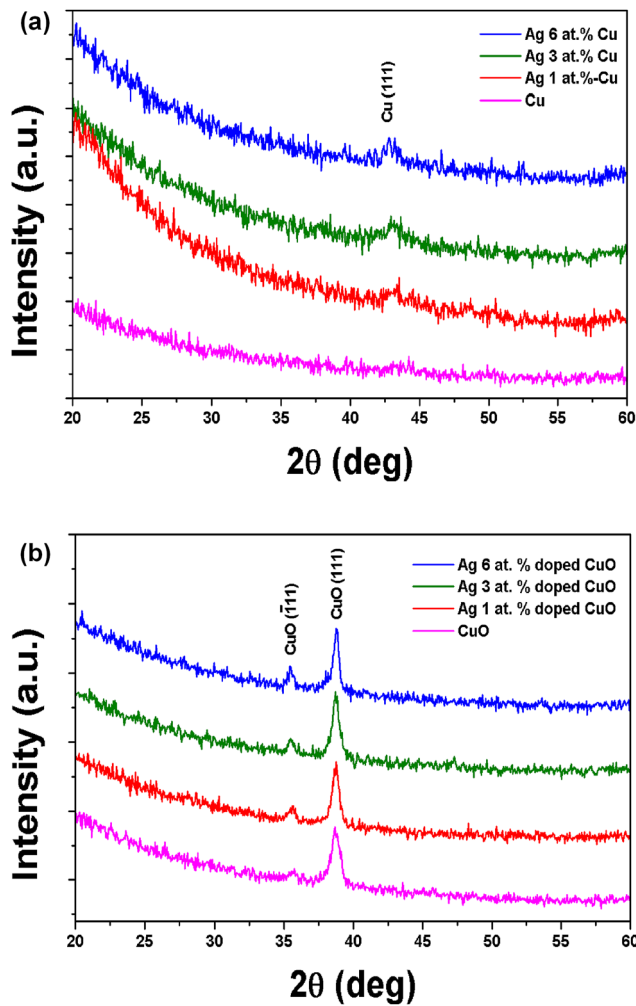 (a)
Ag 6 at.% Cu
Ag 3 at.% Cu
Ag 1 at.%-Cu
Cu
Cu (111)
Intensity (a.u.)
20 25 30 35 40 45 50 55 60
2θ (deg)
(b)
Ag 6 at. % doped CuO
Ag 3 at. % doped CuO
Ag 1 at. % doped CuO
CuO
CuO (1̄11)
CuO (111)
Intensity (a.u.)
20 25 30 35 40 45 50 55 60
2θ (deg)